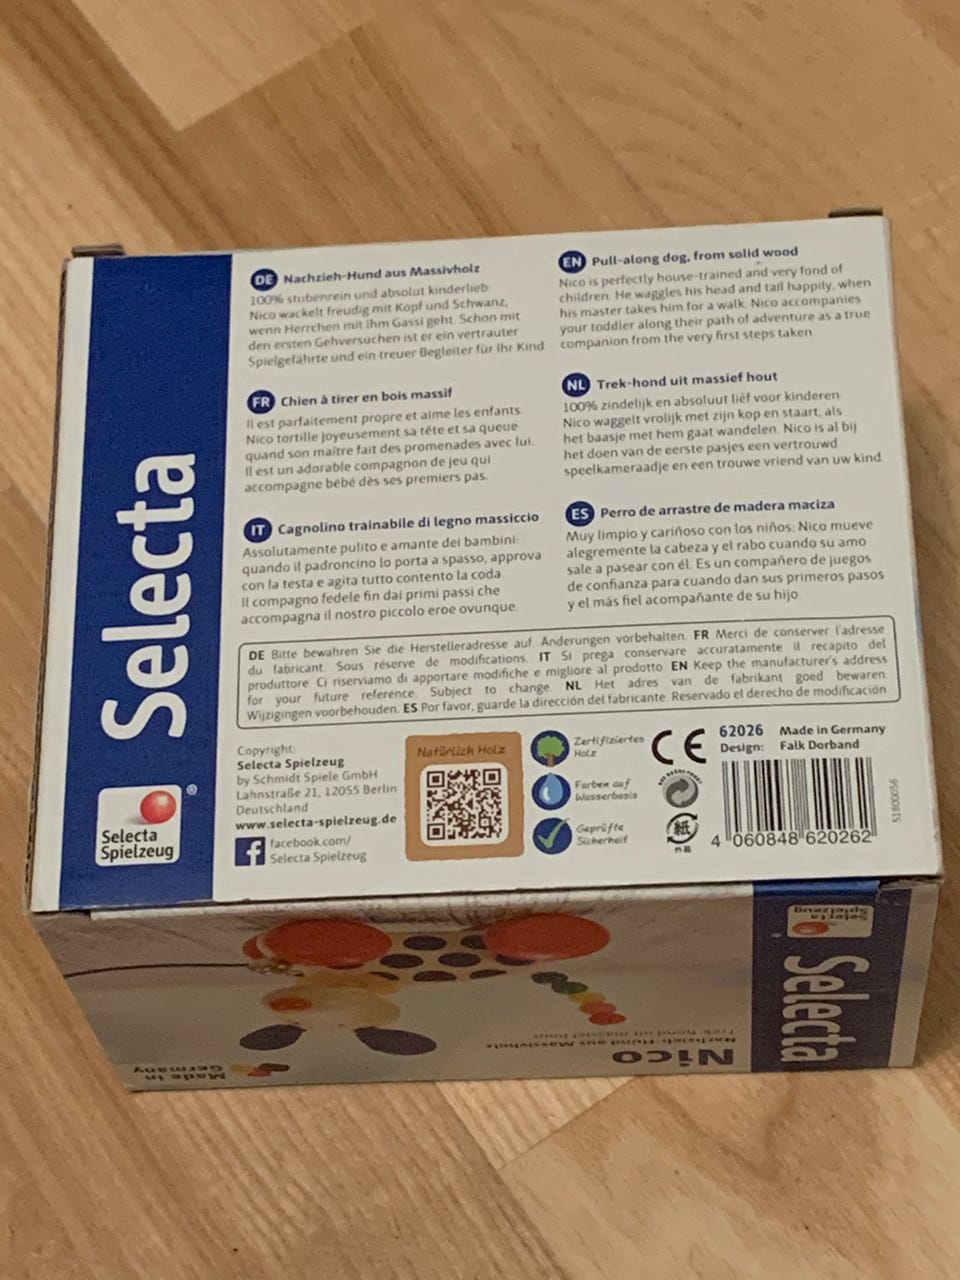 Selecta
Selecta
Spielzeug
®
DE Nachzieh-Hund aus Massivholz
100% stubenrein und absolut kinderlieb:
Nico wackelt freudig mit Kopf und Schwanz,
wenn Herrchen mit ihm Gassi geht. Schon mit
den ersten Gehversuchen ist er ein vertrauter
Spielgefährte und ein treuer Begleiter für Ihr Kind.
EN Pull-along dog, from solid wood
Nico is perfectly house-trained and very fond of
children. He waggles his head and tail happily, when
his master takes him for a walk. Nico accompanies
your toddler along their path of adventure as a true
companion from the very first steps taken.
FR Chien à tirer en bois massif
Il est parfaitement propre et aime les enfants.
Nico tortille joyeusement sa tête et sa queue
quand son maître fait des promenades avec lui.
Il est un adorable compagnon de jeu qui
accompagne bébé dès ses premiers pas.
NL Trek-hond uit massief hout
100% zindelijk en absoluut lief voor kinderen:
Nico waggelt vrolijk met zijn kop en staart, als
het baasje met hem gaat wandelen. Nico is al bij
het doen van de eerste pasjes een vertrouwd
speelkameraadje en een trouwe vriend van uw kind.
IT Cagnolino trainabile di legno massiccio
Assolutamente pulito e amante dei bambini:
quando il padroncino lo porta a spasso, approva
con la testa e agita tutto contento la coda.
Il compagno fedele fin dai primi passi che
accompagna il nostro piccolo eroe ovunque.
ES Perro de arrastre de madera maciza
Muy limpio y cariñoso con los niños: Nico mueve
alegremente la cabeza y el rabo cuando su amo
sale a pasear con él. Es un compañero de juegos
de confianza para cuando dan sus primeros pasos
y el más fiel acompañante de su hijo.
DE Bitte bewahren Sie die Herstelleradresse auf. Änderungen vorbehalten. FR Merci de conserver l'adresse
du fabricant. Sous réserve de modifications. IT Si prega conservare accuratamente il recapito del
produttore. Ci riserviamo di apportare modifiche e migliorie al prodotto. EN Keep the manufacturer's address
for your future reference. Subject to change. NL Het adres van de fabrikant goed bewaren.
Wijzigingen voorbehouden. ES Por favor, guarde la dirección del fabricante. Reservado el derecho de modificación.
Copyright:
Selecta Spielzeug
by Schmidt Spiele GmbH
Lahnstraße 21, 12055 Berlin
Deutschland
www.selecta-spielzeug.de
facebook.com/
Selecta.Spielzeug
Natürlich Holz
Zertifiziertes
Holz
Farben auf
Wasserbasis
Geprüfte
Sicherheit
CE
DER GRÜNE PUNKT
紙
外箱
62026 Made in Germany
Design: Falk Dorband
4 060848 620262
51800056
Selecta
Spielzeug
Selecta
Nico
Nachzieh-Hund aus Massivholz
Trek-hond uit massief hout
Made in
Germany